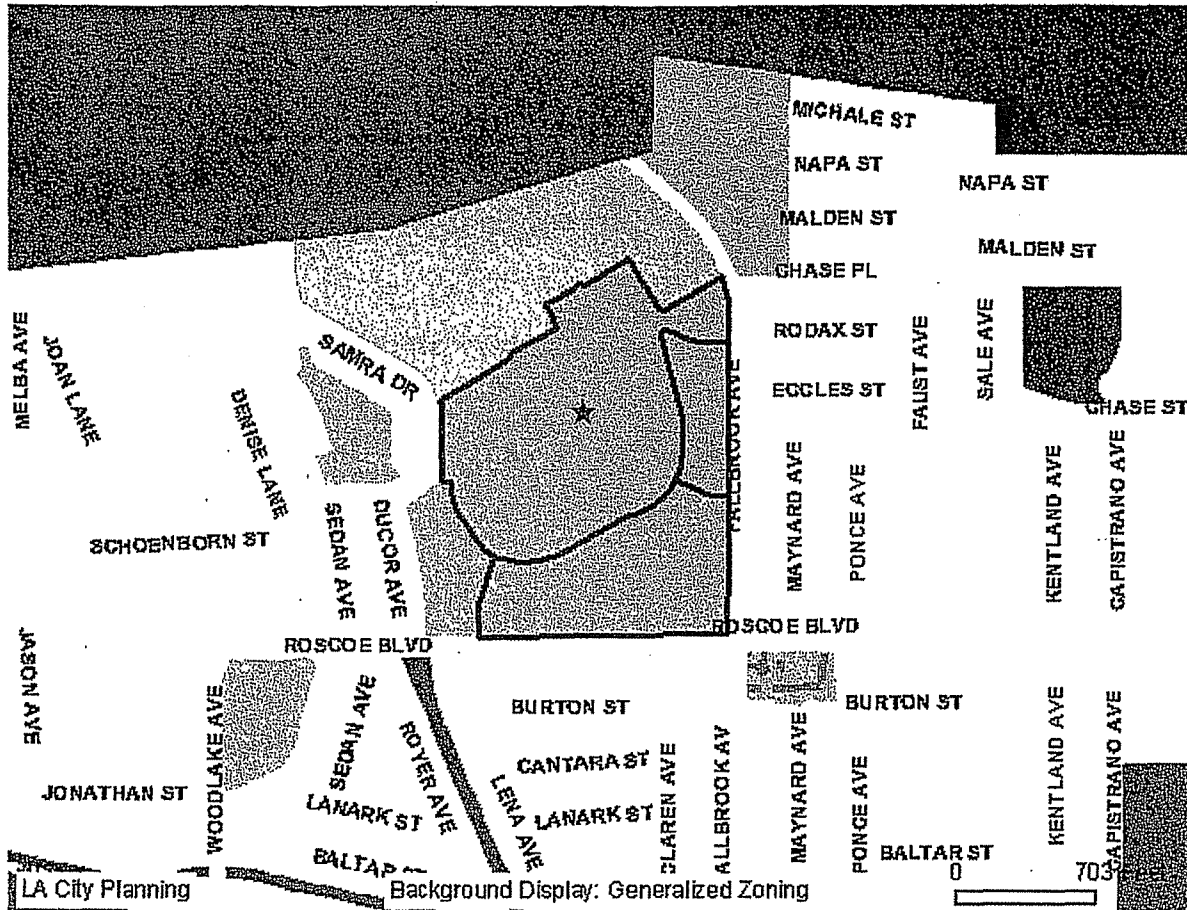 MICHALE ST
NAPA ST
NAPA ST
MALDEN ST
MALDEN ST
CHASE PL
MELBA AVE
JOAN LANE
SAMRA DR
RODAX ST
FAUST AVE
SALE AVE
DENISE LANE
FALLBROOK AVE
ECCLES ST
CHASE ST
SCHOENBORN ST
SEDAN AVE
DUCOR AVE
MAYNARD AVE
PONCE AVE
KENTLAND AVE
CAPISTRANO AVE
ROSCOE BLVD
ROSCOE BLVD
JASON AVE
WOODLAKE AVE
SEDAN AVE
ROYER AVE
BURTON ST
BURTON ST
CANTARA ST
JONATHAN ST
LANARK ST
LENA AVE
LANARK ST
CLAREN AVE
ALLBROOK AV
MAYNARD AVE
PONCE AVE
KENTLAND AVE
CAPISTRANO AVE
BALTAR ST
BALTAR ST
0 703
LA City Planning
Background Display: Generalized Zoning